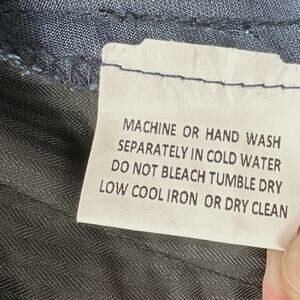 MACHINE OR HAND WASH
SEPARATELY IN COLD WATER
DO NOT BLEACH TUMBLE DRY
LOW COOL IRON OR DRY CLEAN